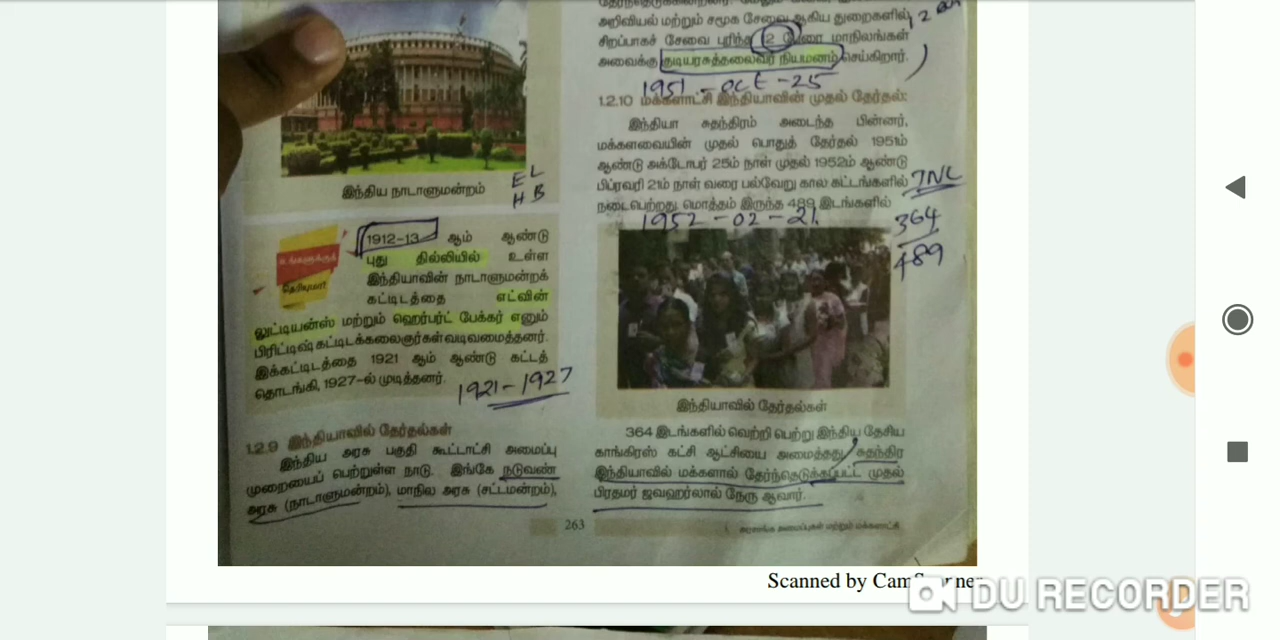 இந்திய நாடாளுமன்றம்
EL
HB
உங்களுக்குத்
தெரியுமா?
1912-13 ஆம் ஆண்டு
புது தில்லியில் உள்ள
இந்தியாவின் நாடாளுமன்றக்
கட்டிடத்தை எட்வின்
லுட்டியன்ஸ் மற்றும் ஹெர்பர்ட் பேக்கர் எனும்
பிரிட்டிஷ் கட்டிடக்கலைஞர்கள் வடிவமைத்தனர்.
இக்கட்டிடத்தை 1921 ஆம் ஆண்டு கட்டத்
தொடங்கி, 1927-ல் முடித்தனர்.
1921-1927
1.2.9 இந்தியாவில் தேர்தல்கள்
இந்திய அரசு பகுதி கூட்டாட்சி அமைப்பு
முறையைப் பெற்றுள்ள நாடு. இங்கே நடுவண்
அரசு (நாடாளுமன்றம்), மாநில அரசு (சட்டமன்றம்),
அறிவியல் மற்றும் சமூக சேவை ஆகிய துறைகளில்
சிறப்பாகச் சேவை புரிந்த 12 பேரை மாநிலங்கள்
அவைக்கு குடியரசுத்தலைவர் நியமனம் செய்கிறார்.
1951-OCT-25
1.2.10 மக்களாட்சி இந்தியாவின் முதல் தேர்தல்:
இந்தியா சுதந்திரம் அடைந்த பின்னர்,
மக்களவையின் முதல் பொதுத் தேர்தல் 1951ம்
ஆண்டு அக்டோபர் 25ம் நாள் முதல் 1952ம் ஆண்டு
பிப்ரவரி 21ம் நாள் வரை பல்வேறு கால கட்டங்களில்
நடைபெற்றது. மொத்தம் இருந்த 489 இடங்களில்
1952-02-21.
INC
364
489
இந்தியாவில் தேர்தல்கள்
364 இடங்களில் வெற்றி பெற்று இந்திய தேசிய
காங்கிரஸ் கட்சி ஆட்சியை அமைத்தது. சுதந்திர
இந்தியாவில் மக்களால் தேர்ந்தெடுக்கப்பட்ட முதல்
பிரதமர் ஜவஹர்லால் நேரு ஆவார்.
263
அரசாங்க அமைப்புகள் மற்றும் மக்களாட்சி
Scanned by CamScanner
DU RECORDER